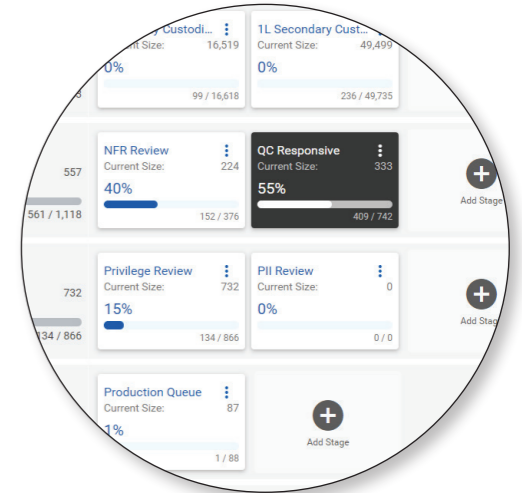 Custodi...
1L Secondary Cust...
Size: 16,519
Current Size: 49,499
0%
0%
99 / 16,618
236 / 49,735
557
561 / 1,118
NFR Review
Current Size: 224
40%
152 / 376
QC Responsive
Current Size: 333
55%
409 / 742
Add Stage
732
134 / 866
Privilege Review
Current Size: 732
15%
134 / 866
PII Review
Current Size: 0
0%
0 / 0
Add Stag
Production Queue
Current Size: 87
1%
1 / 88
Add Stage